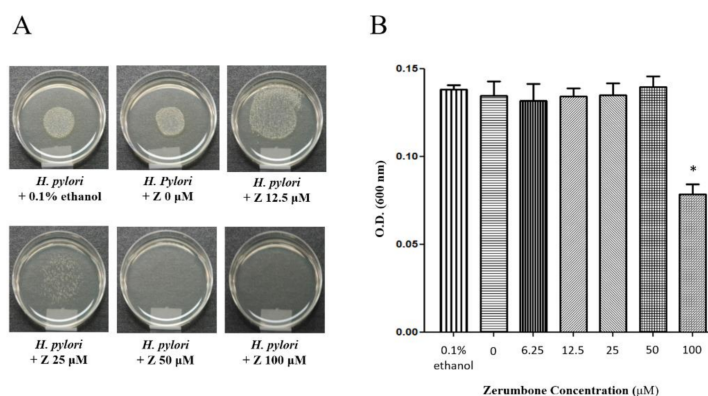 A
H. pylori
+ 0.1% ethanol
H. Pylori
+ Z 0 µM
H. pylori
+ Z 12.5 µM
H. pylori
+ Z 25 µM
H. pylori
+ Z 50 µM
H. pylori
+ Z 100 µM
B
O.D. (600 nm)
0.15
0.10
0.05
0.00
*
0.1%
ethanol
0
6.25
12.5
25
50
100
Zerumbone Concentration (µM)